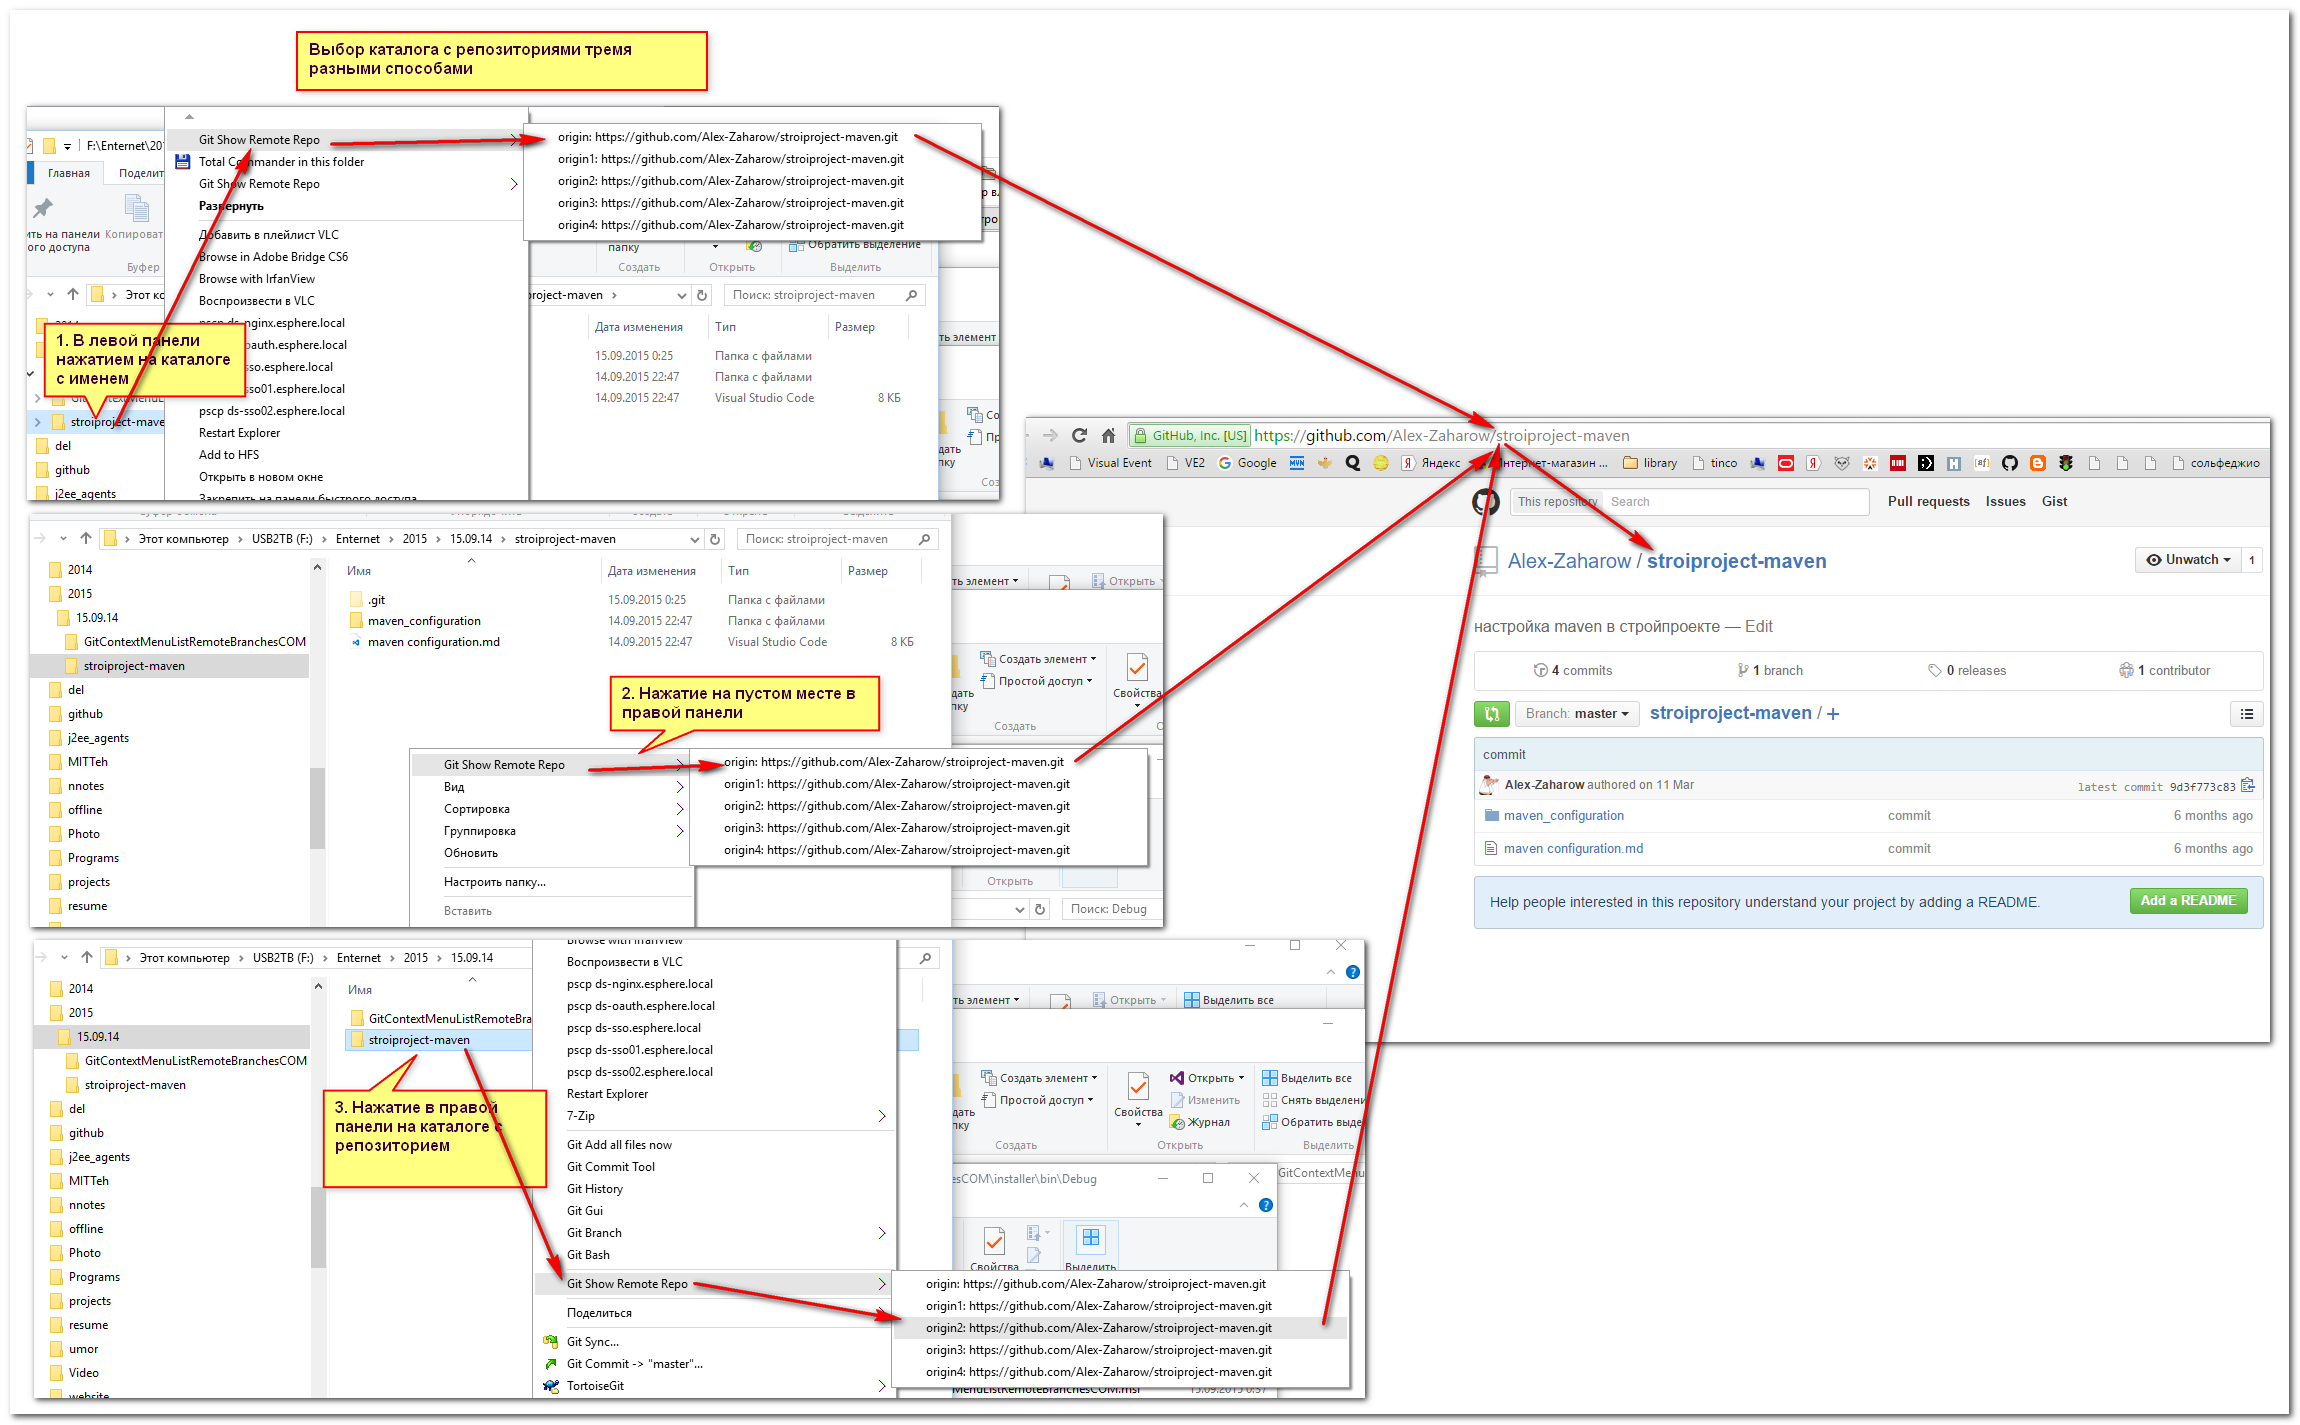 Выбор каталога с репозиториями тремя
разными способами
Git Show Remote Repo
origin: https://github.com/Alex-Zaharow/stroiproject-maven.git
F:\Enternet\201
Total Commander in this folder
origin1: https://github.com/Alex-Zaharow/stroiproject-maven.git
Главная
Git Show Remote Repo
origin2: https://github.com/Alex-Zaharow/stroiproject-maven.git
Развернуть
origin3: https://github.com/Alex-Zaharow/stroiproject-maven.git
origin4: https://github.com/Alex-Zaharow/stroiproject-maven.git
Копироват
Добавить в плейлист VLC
папку
Обратить выделение
Browse in Adobe Bridge CS6
Буфер
Создать
Открыть
Выделить
Browse with IrfanView
Воспроизвести в VLC
Этот ко
roject-maven
Поиск: stroiproject-maven
pscp ds-nginx.esphere.local
Дата изменения
Тип
Размер
1. В левой панели
нажатием на каталоге
с именем
oauth.esphere.local
15.09.2015 0:25
Папка с файлами
sso.esphere.local
14.09.2015 22:47
Папка с файлами
sso01.esphere.local
14.09.2015 22:47
Visual Studio Code
8 КБ
pscp ds-sso02.esphere.local
stroiproject-mave
Restart Explorer
del
Add to HFS
github
Открыть в новом окне
j2ee_agents
Закрепить на панели быстрого доступа
GitHub, Inc. [US]
https://github.com/Alex-Zaharow/stroiproject-maven
Visual Event
VE2
Google
Яндекс
Интернет-магазин ...
library
tinco
сольфеджио
This repository
Search
Pull requests
Issues
Gist
Alex-Zaharow / stroiproject-maven
Unwatch
1
настройка maven в стройпроекте — Edit
4 commits
1 branch
0 releases
1 contributor
Branch: master
stroiproject-maven / +
commit
Alex-Zaharow authored on 11 Mar
latest commit 9d3f773c83
maven_configuration
commit
6 months ago
maven configuration.md
commit
6 months ago
Help people interested in this repository understand your project by adding a README.
Add a README
Этот компьютер
USB2TB (F:)
Enternet
2015
15.09.14
stroiproject-maven
Поиск: stroiproject-maven
2014
2015
15.09.14
GitContextMenuListRemoteBranchesCOM
stroiproject-maven
del
github
j2ee_agents
MITTeh
nnotes
offline
Photo
Programs
projects
resume
Имя
Дата изменения
Тип
Размер
.git
15.09.2015 0:25
Папка с файлами
maven_configuration
14.09.2015 22:47
Папка с файлами
maven configuration.md
14.09.2015 22:47
Visual Studio Code
8 КБ
Открыть
Создать элемент
Простой доступ
Свойства
Создать
2. Нажатие на пустом месте в
правой панели
Git Show Remote Repo
Вид
Сортировка
Группировка
Обновить
Настроить папку...
Вставить
origin: https://github.com/Alex-Zaharow/stroiproject-maven.git
origin1: https://github.com/Alex-Zaharow/stroiproject-maven.git
origin2: https://github.com/Alex-Zaharow/stroiproject-maven.git
origin3: https://github.com/Alex-Zaharow/stroiproject-maven.git
origin4: https://github.com/Alex-Zaharow/stroiproject-maven.git
Открыть
Поиск: Debug
Этот компьютер
USB2TB (F:)
Enternet
2015
15.09.14
2014
2015
15.09.14
GitContextMenuListRemoteBranchesCOM
stroiproject-maven
del
github
j2ee_agents
MITTeh
nnotes
offline
Photo
Programs
projects
resume
umor
Video
website
Имя
GitContextMenuListRemoteBra
stroiproject-maven
3. Нажатие в правой
панели на каталоге с
репозиторием
Browse with IrfanView
Воспроизвести в VLC
pscp ds-nginx.esphere.local
pscp ds-oauth.esphere.local
pscp ds-sso.esphere.local
pscp ds-sso01.esphere.local
pscp ds-sso02.esphere.local
Restart Explorer
7-Zip
Git Add all files now
Git Commit Tool
Git History
Git Gui
Git Branch
Git Bash
Git Show Remote Repo
Поделиться
Git Sync...
Git Commit -> "master"...
TortoiseGit
Открыть
Выделить все
Создать элемент
Простой доступ
Свойства
Открыть
Изменить
Журнал
Выделить все
Снять выделени
Обратить выде
Создать
Открыть
Выделить
esCOM\installer\bin\Debug
GitContextMenu
Свойства
Выделить
origin: https://github.com/Alex-Zaharow/stroiproject-maven.git
origin1: https://github.com/Alex-Zaharow/stroiproject-maven.git
origin2: https://github.com/Alex-Zaharow/stroiproject-maven.git
origin3: https://github.com/Alex-Zaharow/stroiproject-maven.git
origin4: https://github.com/Alex-Zaharow/stroiproject-maven.git
MenuListRemoteBranchesCOM.msi
15.09.2015 0:37